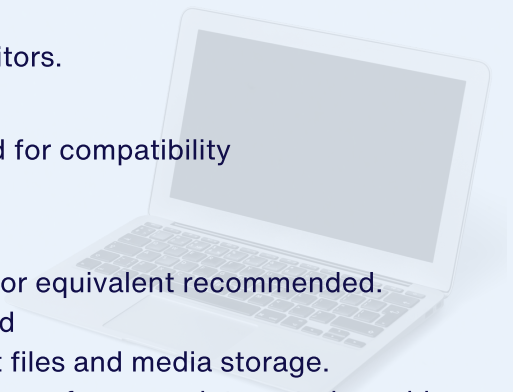 itors.
d for compatibility
or equivalent recommended.
d
t files and media storage.